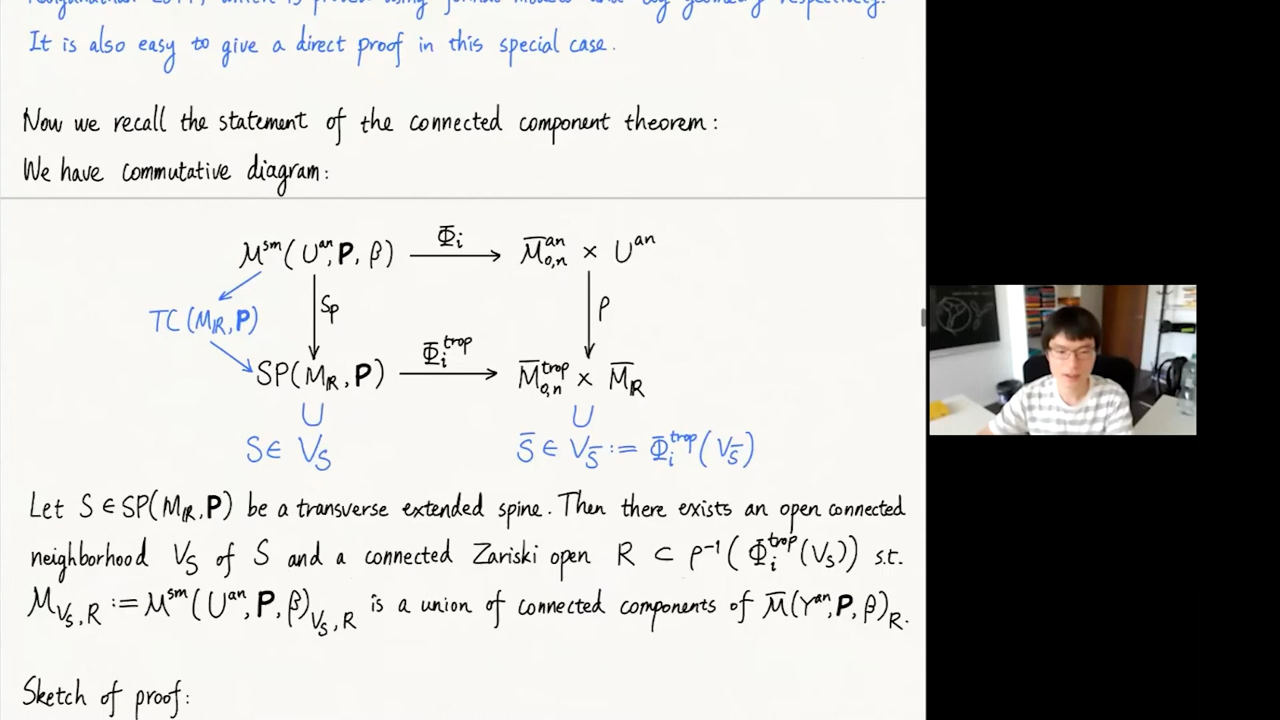 It is also easy to give a direct proof in this special case.
Now we recall the statement of the connected component theorem:
We have commutative diagram:
M^sm(U^an, P, β) —Φ_i→ M̄^an_{0,n} × U^an
TC(M_R, P) Sp ρ
SP(M_R, P) —Φ_i^trop→ M̄^trop_{0,n} × M̄_R
∪ ∪
S ∈ V_S S̄ ∈ V_S̄ := Φ_i^trop(V_S̄)
Let S ∈ SP(M_R, P) be a transverse extended spine. Then there exists an open connected
neighborhood V_S of S and a connected Zariski open R ⊂ ρ^{-1}(Φ_i^trop(V_S)) s.t.
M_{V_S, R} := M^sm(U^an, P, β)_{V_S, R} is a union of connected components of M̄(Y^an, P, β)_R.
Sketch of proof: